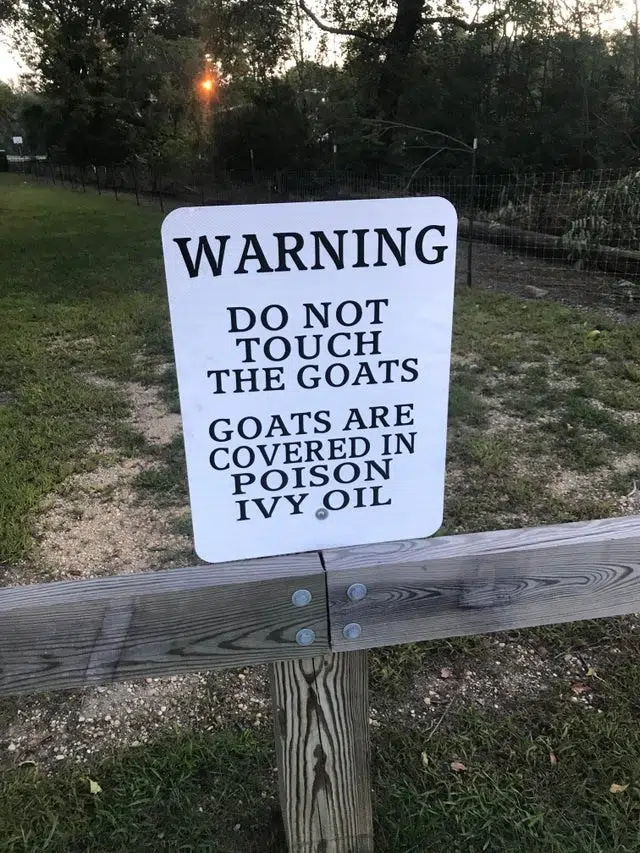 WARNING
DO NOT
TOUCH
THE GOATS
GOATS ARE
COVERED IN
POISON
IVY OIL